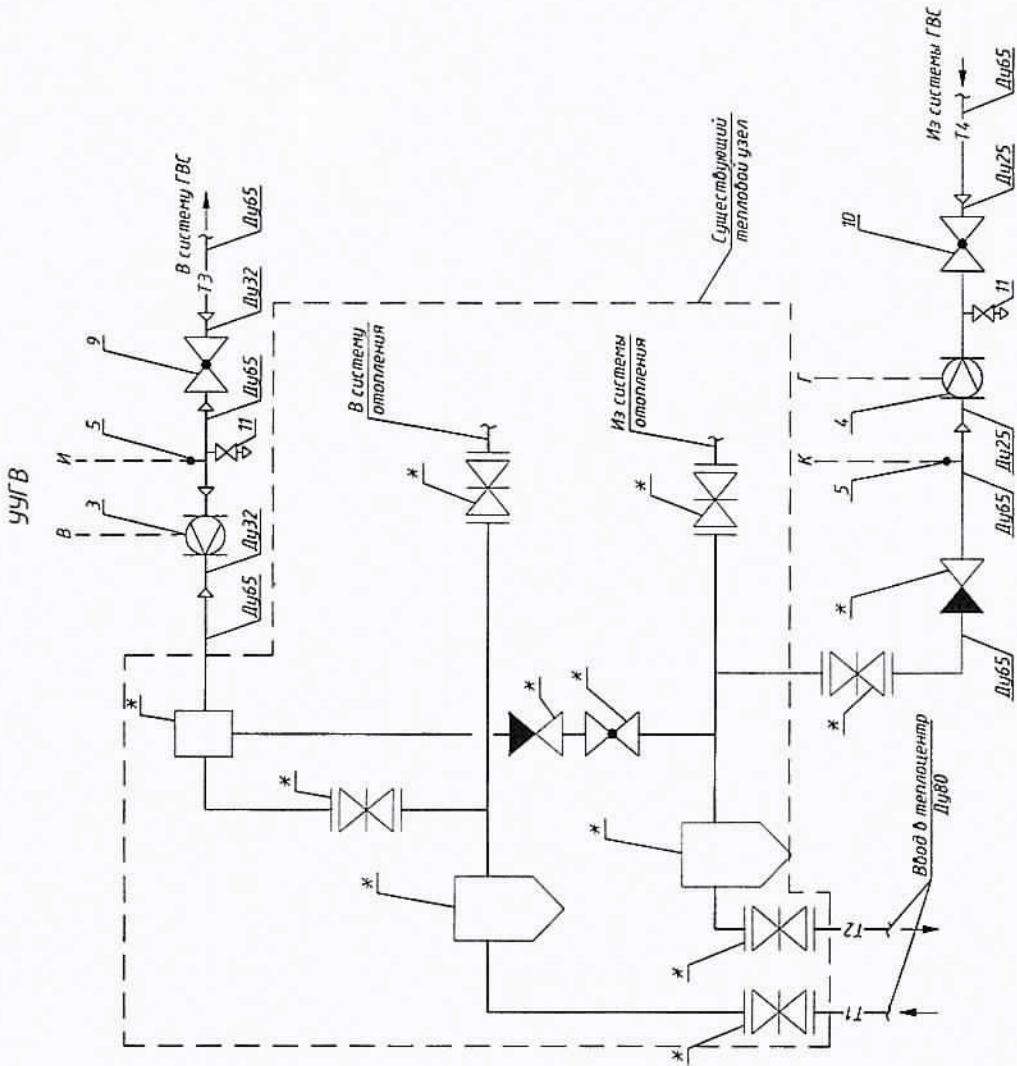 УУГВ
В
3
И
5
9
Т3
В систему ГВС
Ду65
Ду32
11
Ду65
Ду32
Ду65
*
*
*
В систему
отопления
*
Из системы
отопления
*
*
*
*
*
*
Т1
Т2
Ввод в теплоцентр
Ду80
Существующий
тепловой узел
*
*
Ду65
К
5
Ду65
Г
4
Ду25
11
10
Из системы ГВС
Т4
Ду65
Ду25